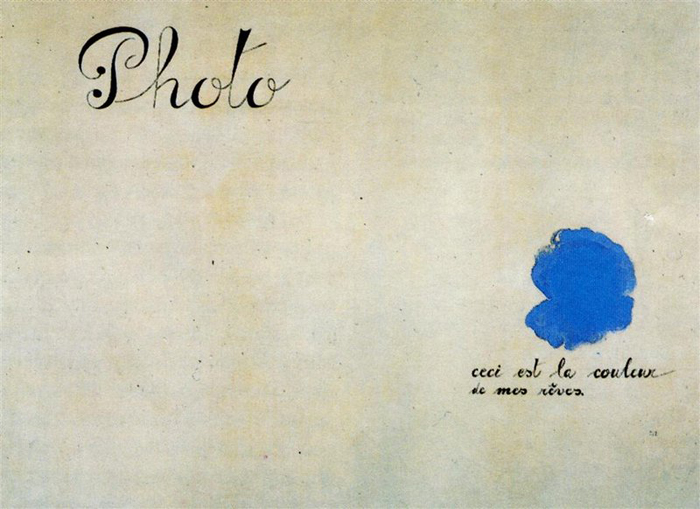 Photo
ceci est la couleur
de mes rêves.